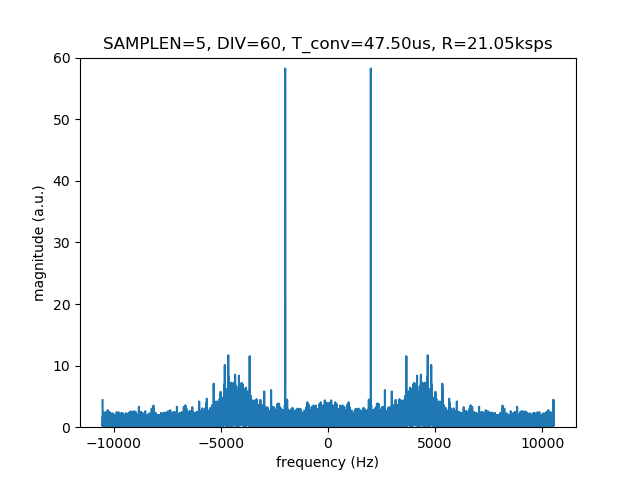 SAMPLEN=5, DIV=60, T_conv=47.50us, R=21.05ksps
60
50
40
30
20
10
0
magnitude (a.u.)
−10000 −5000 0 5000 10000
frequency (Hz)